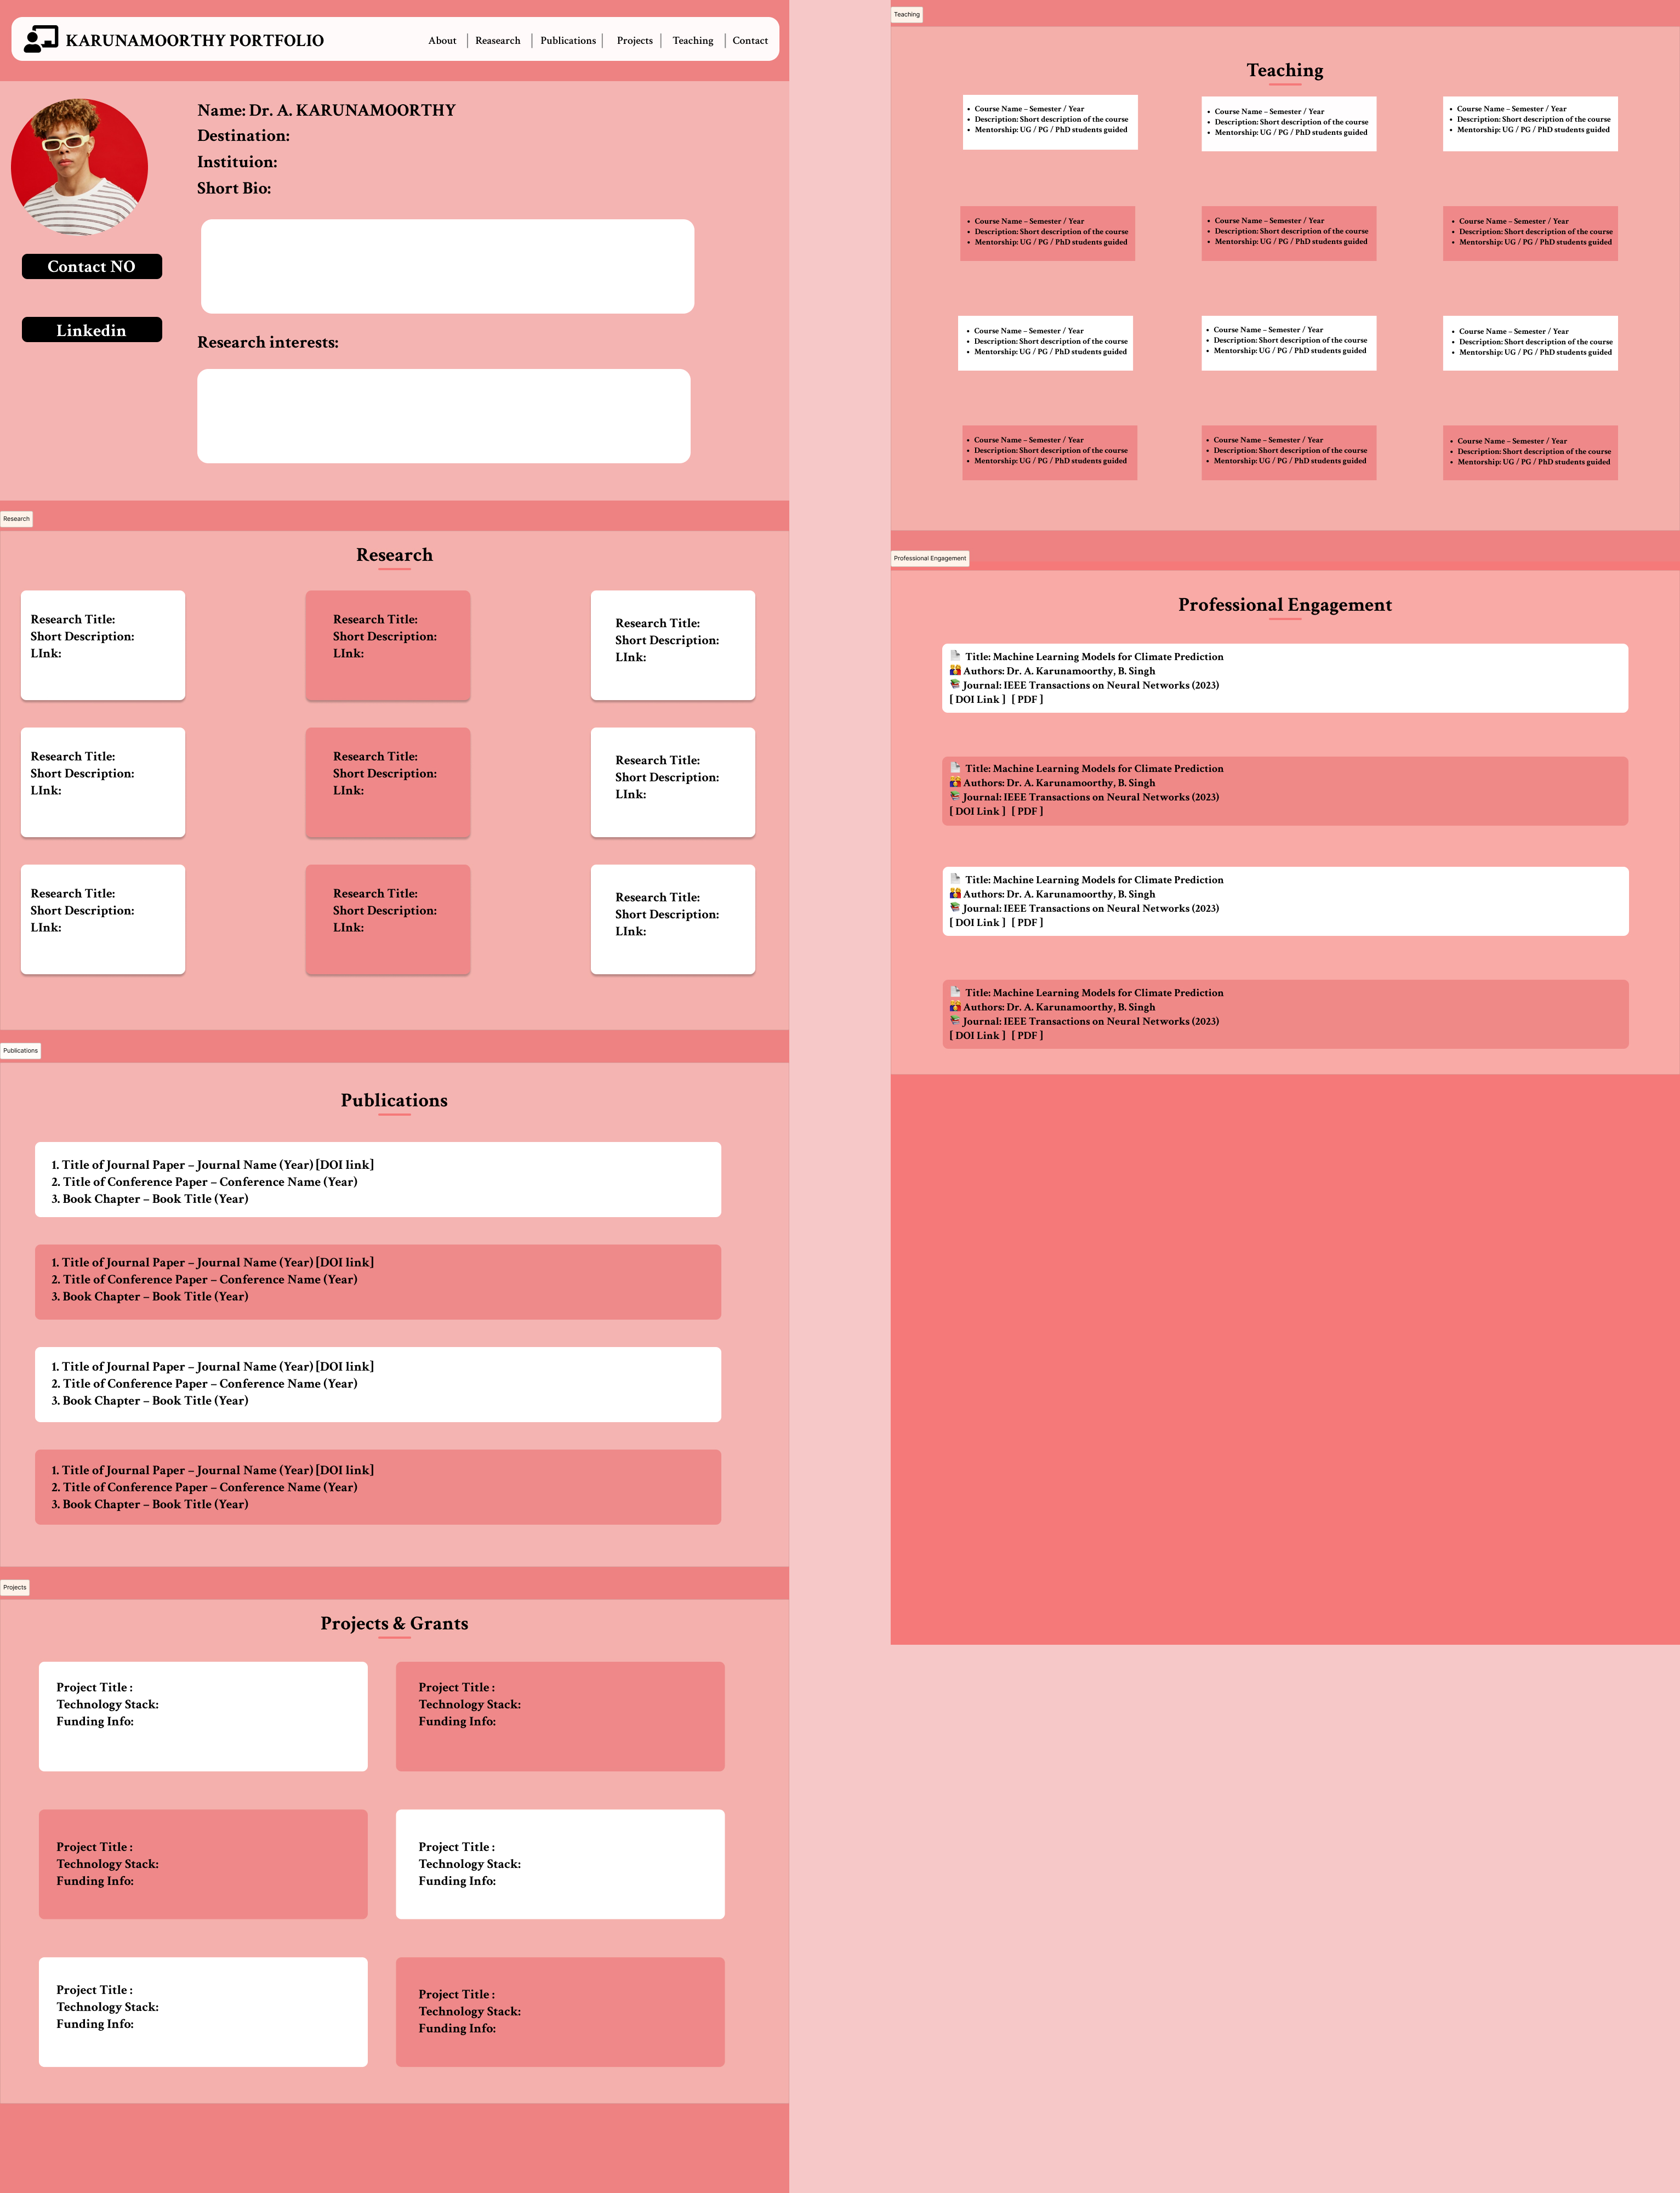 KARUNAMOORTHY PORTFOLIO
About
Reasearch
Publications
Projects
Teaching
Contact
Name: Dr. A. KARUNAMOORTHY
Destination:
Instituion:
Short Bio:
Contact NO
Linkedin
Research interests:
Research
Research
Research Title:
Short Description:
LInk:
Research Title:
Short Description:
LInk:
Research Title:
Short Description:
LInk:
Research Title:
Short Description:
LInk:
Research Title:
Short Description:
LInk:
Research Title:
Short Description:
LInk:
Research Title:
Short Description:
LInk:
Research Title:
Short Description:
LInk:
Research Title:
Short Description:
LInk:
Publications
Publications
1. Title of Journal Paper – Journal Name (Year) [DOI link]
2. Title of Conference Paper – Conference Name (Year)
3. Book Chapter – Book Title (Year)
1. Title of Journal Paper – Journal Name (Year) [DOI link]
2. Title of Conference Paper – Conference Name (Year)
3. Book Chapter – Book Title (Year)
1. Title of Journal Paper – Journal Name (Year) [DOI link]
2. Title of Conference Paper – Conference Name (Year)
3. Book Chapter – Book Title (Year)
1. Title of Journal Paper – Journal Name (Year) [DOI link]
2. Title of Conference Paper – Conference Name (Year)
3. Book Chapter – Book Title (Year)
Projects
Projects & Grants
Project Title :
Technology Stack:
Funding Info:
Project Title :
Technology Stack:
Funding Info:
Project Title :
Technology Stack:
Funding Info:
Project Title :
Technology Stack:
Funding Info:
Project Title :
Technology Stack:
Funding Info:
Project Title :
Technology Stack:
Funding Info:
Teaching
Teaching
• Course Name – Semester / Year
• Description: Short description of the course
• Mentorship: UG / PG / PhD students guided
• Course Name – Semester / Year
• Description: Short description of the course
• Mentorship: UG / PG / PhD students guided
• Course Name – Semester / Year
• Description: Short description of the course
• Mentorship: UG / PG / PhD students guided
• Course Name – Semester / Year
• Description: Short description of the course
• Mentorship: UG / PG / PhD students guided
• Course Name – Semester / Year
• Description: Short description of the course
• Mentorship: UG / PG / PhD students guided
• Course Name – Semester / Year
• Description: Short description of the course
• Mentorship: UG / PG / PhD students guided
• Course Name – Semester / Year
• Description: Short description of the course
• Mentorship: UG / PG / PhD students guided
• Course Name – Semester / Year
• Description: Short description of the course
• Mentorship: UG / PG / PhD students guided
• Course Name – Semester / Year
• Description: Short description of the course
• Mentorship: UG / PG / PhD students guided
• Course Name – Semester / Year
• Description: Short description of the course
• Mentorship: UG / PG / PhD students guided
• Course Name – Semester / Year
• Description: Short description of the course
• Mentorship: UG / PG / PhD students guided
• Course Name – Semester / Year
• Description: Short description of the course
• Mentorship: UG / PG / PhD students guided
Professional Engagement
Professional Engagement
Title: Machine Learning Models for Climate Prediction
Authors: Dr. A. Karunamoorthy, B. Singh
Journal: IEEE Transactions on Neural Networks (2023)
[ DOI Link ] [ PDF ]
Title: Machine Learning Models for Climate Prediction
Authors: Dr. A. Karunamoorthy, B. Singh
Journal: IEEE Transactions on Neural Networks (2023)
[ DOI Link ] [ PDF ]
Title: Machine Learning Models for Climate Prediction
Authors: Dr. A. Karunamoorthy, B. Singh
Journal: IEEE Transactions on Neural Networks (2023)
[ DOI Link ] [ PDF ]
Title: Machine Learning Models for Climate Prediction
Authors: Dr. A. Karunamoorthy, B. Singh
Journal: IEEE Transactions on Neural Networks (2023)
[ DOI Link ] [ PDF ]